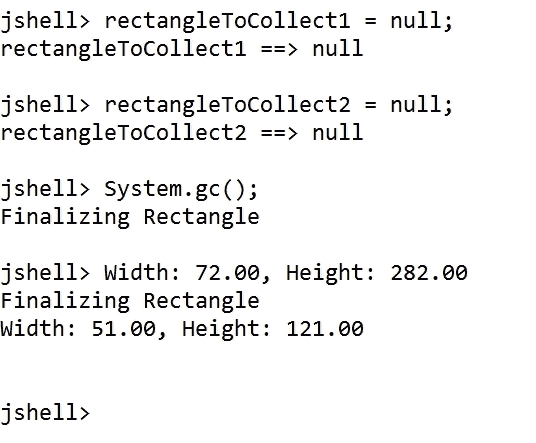 jshell> rectangleToCollect1 = null;
rectangleToCollect1 ==> null
jshell> rectangleToCollect2 = null;
rectangleToCollect2 ==> null
jshell> System.gc();
Finalizing Rectangle
jshell> Width: 72.00, Height: 282.00
Finalizing Rectangle
Width: 51.00, Height: 121.00
jshell>